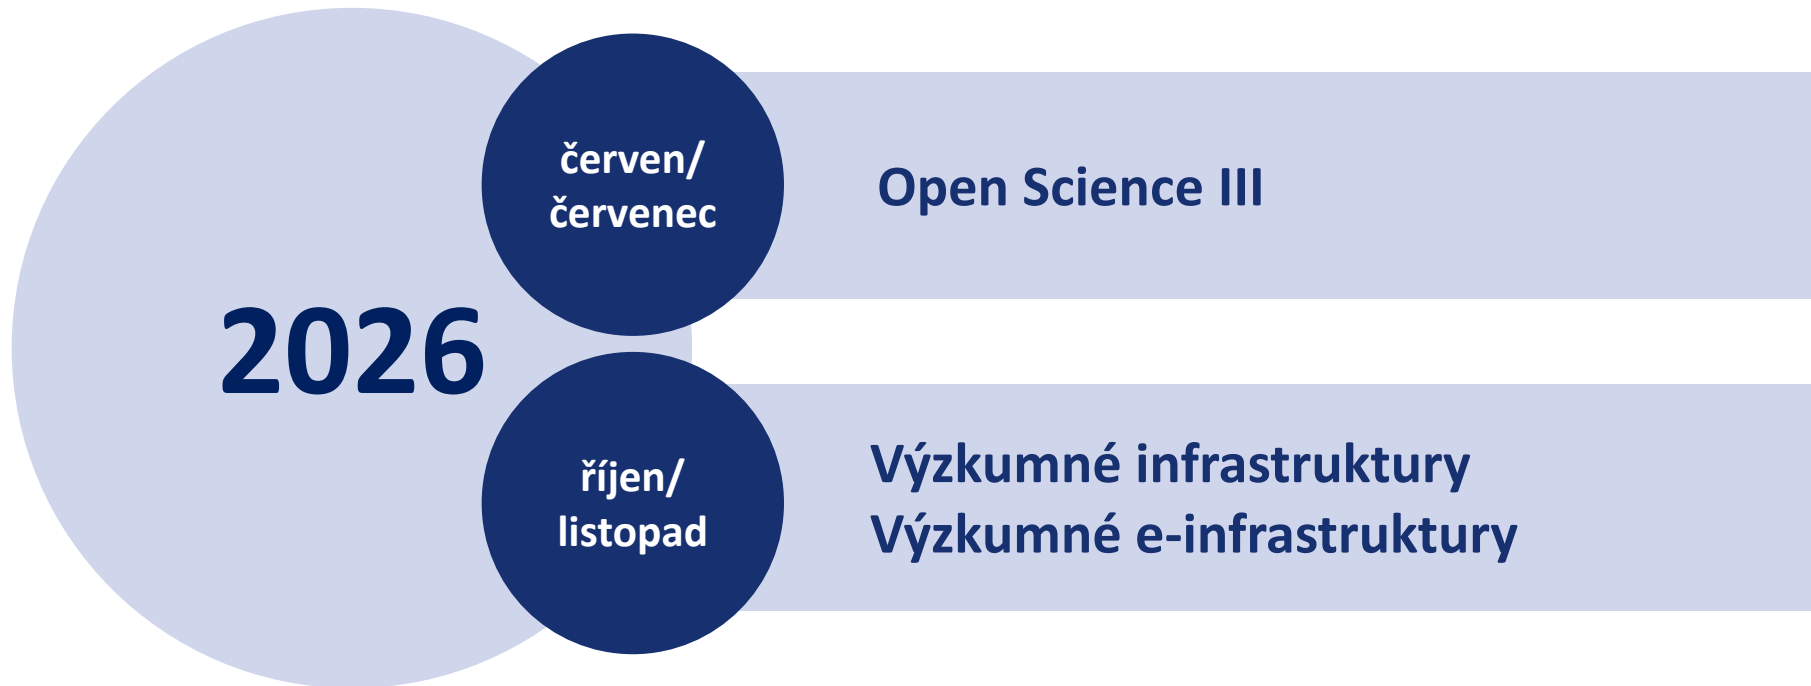 2026
červen/
červenec
Open Science III
říjen/
listopad
Výzkumné infrastruktury
Výzkumné e-infrastruktury